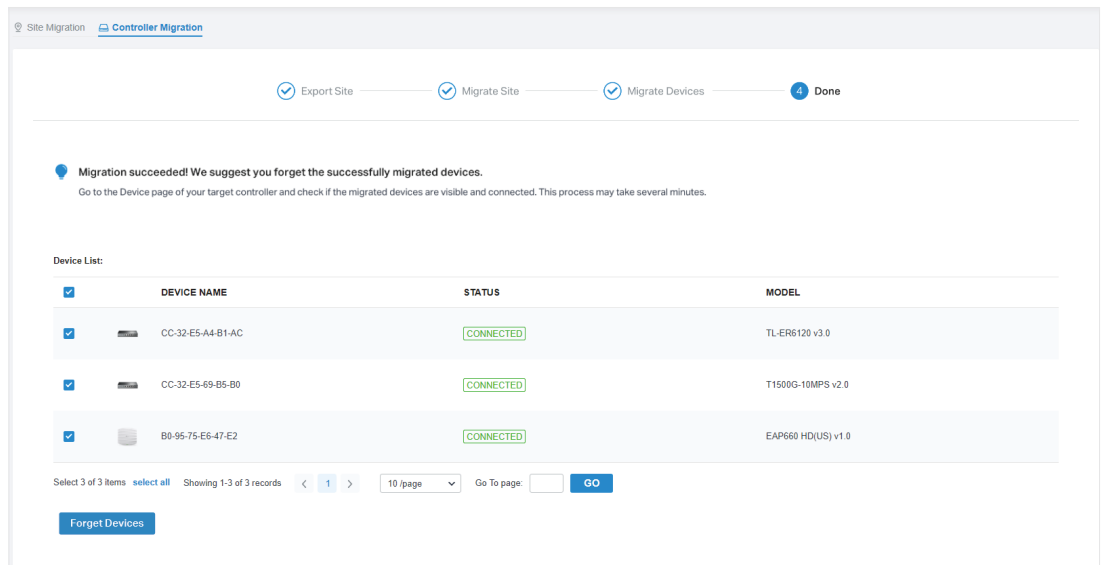 Site Migration Controller Migration
Export Site Migrate Site Migrate Devices 4 Done
Migration succeeded! We suggest you forget the successfully migrated devices.
Go to the Device page of your target controller and check if the migrated devices are visible and connected. This process may take several minutes.
Device List:
DEVICE NAME STATUS MODEL
CC-32-E5-A4-B1-AC CONNECTED TL-ER6120 v3.0
CC-32-E5-69-B5-B0 CONNECTED T1500G-10MPS v2.0
B0-95-75-E6-47-E2 CONNECTED EAP660 HD(US) v1.0
Select 3 of 3 items select all Showing 1-3 of 3 records < 1 > 10 /page Go To page: GO
Forget Devices